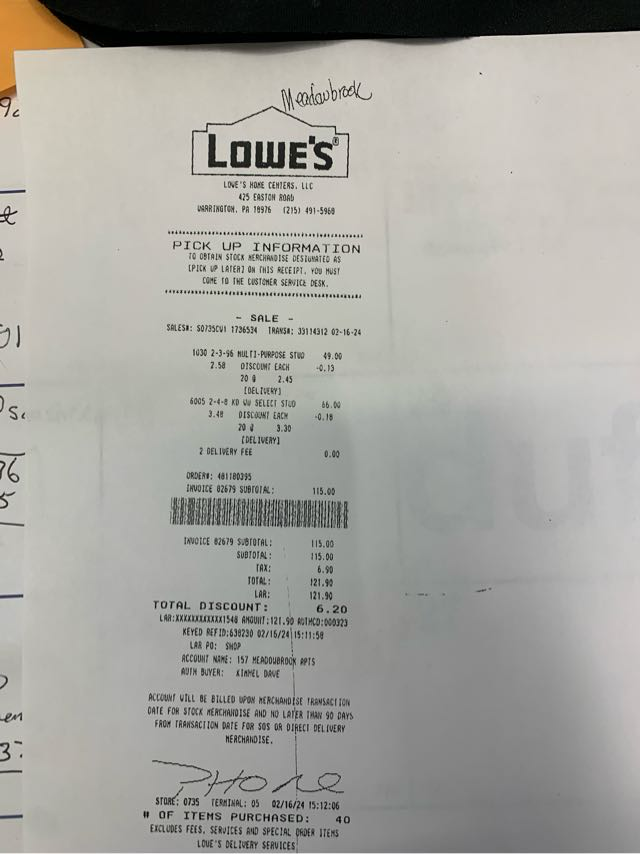 Meadowbrook
LOWE'S®
LOWE'S HOME CENTERS, LLC
425 EASTON ROAD
WARRINGTON, PA 18976 (215) 491-5960
PICK UP INFORMATION
TO OBTAIN STOCK MERCHANDISE DESIGNATED AS
[PICK UP LATER] ON THIS RECEIPT, YOU MUST
COME TO THE CUSTOMER SERVICE DESK.
- SALE -
SALES#: S0735CU1 1736534 TRANS#: 33114312 02-16-24
1030 2-3-96 MULTI-PURPOSE STUD 49.00
2.58 DISCOUNT EACH -0.13
20 @ 2.45
[DELIVERY]
6005 2-4-8 KD WW SELECT STUD 66.00
3.48 DISCOUNT EACH -0.18
20 @ 3.30
[DELIVERY]
2 DELIVERY FEE 0.00
ORDER#: 481180395
INVOICE 02679 SUBTOTAL: 115.00
INVOICE 02679 SUBTOTAL: 115.00
SUBTOTAL: 115.00
TAX: 6.90
TOTAL: 121.90
LAR: 121.90
TOTAL DISCOUNT: 6.20
LAR:XXXXXXXXXXXX1548 AMOUNT:121.90 AUTHCD:000323
KEYED REFID:638230 02/16/24 15:11:58
LAR PO: SHOP
ACCOUNT NAME: 157 MEADOWBROOK APTS
AUTH BUYER: KIMMEL DAVE
ACCOUNT WILL BE BILLED UPON MERCHANDISE TRANSACTION
DATE FOR STOCK MERCHANDISE AND NO LATER THAN 90 DAYS
FROM TRANSACTION DATE FOR SOS OR DIRECT DELIVERY
MERCHANDISE.
PHONE
STORE: 0735 TERMINAL: 05 02/16/24 15:12:06
# OF ITEMS PURCHASED: 40
EXCLUDES FEES, SERVICES AND SPECIAL ORDER ITEMS
LOWE'S DELIVERY SERVICES